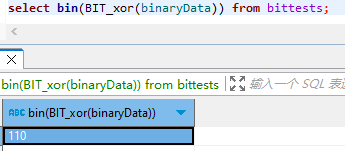 select bin(BIT_xor(binaryData)) from bittests;
bin(BIT_xor(binaryData)) from bittests 输入一个 SQL 表
ABC bin(BIT_xor(binaryData))
110